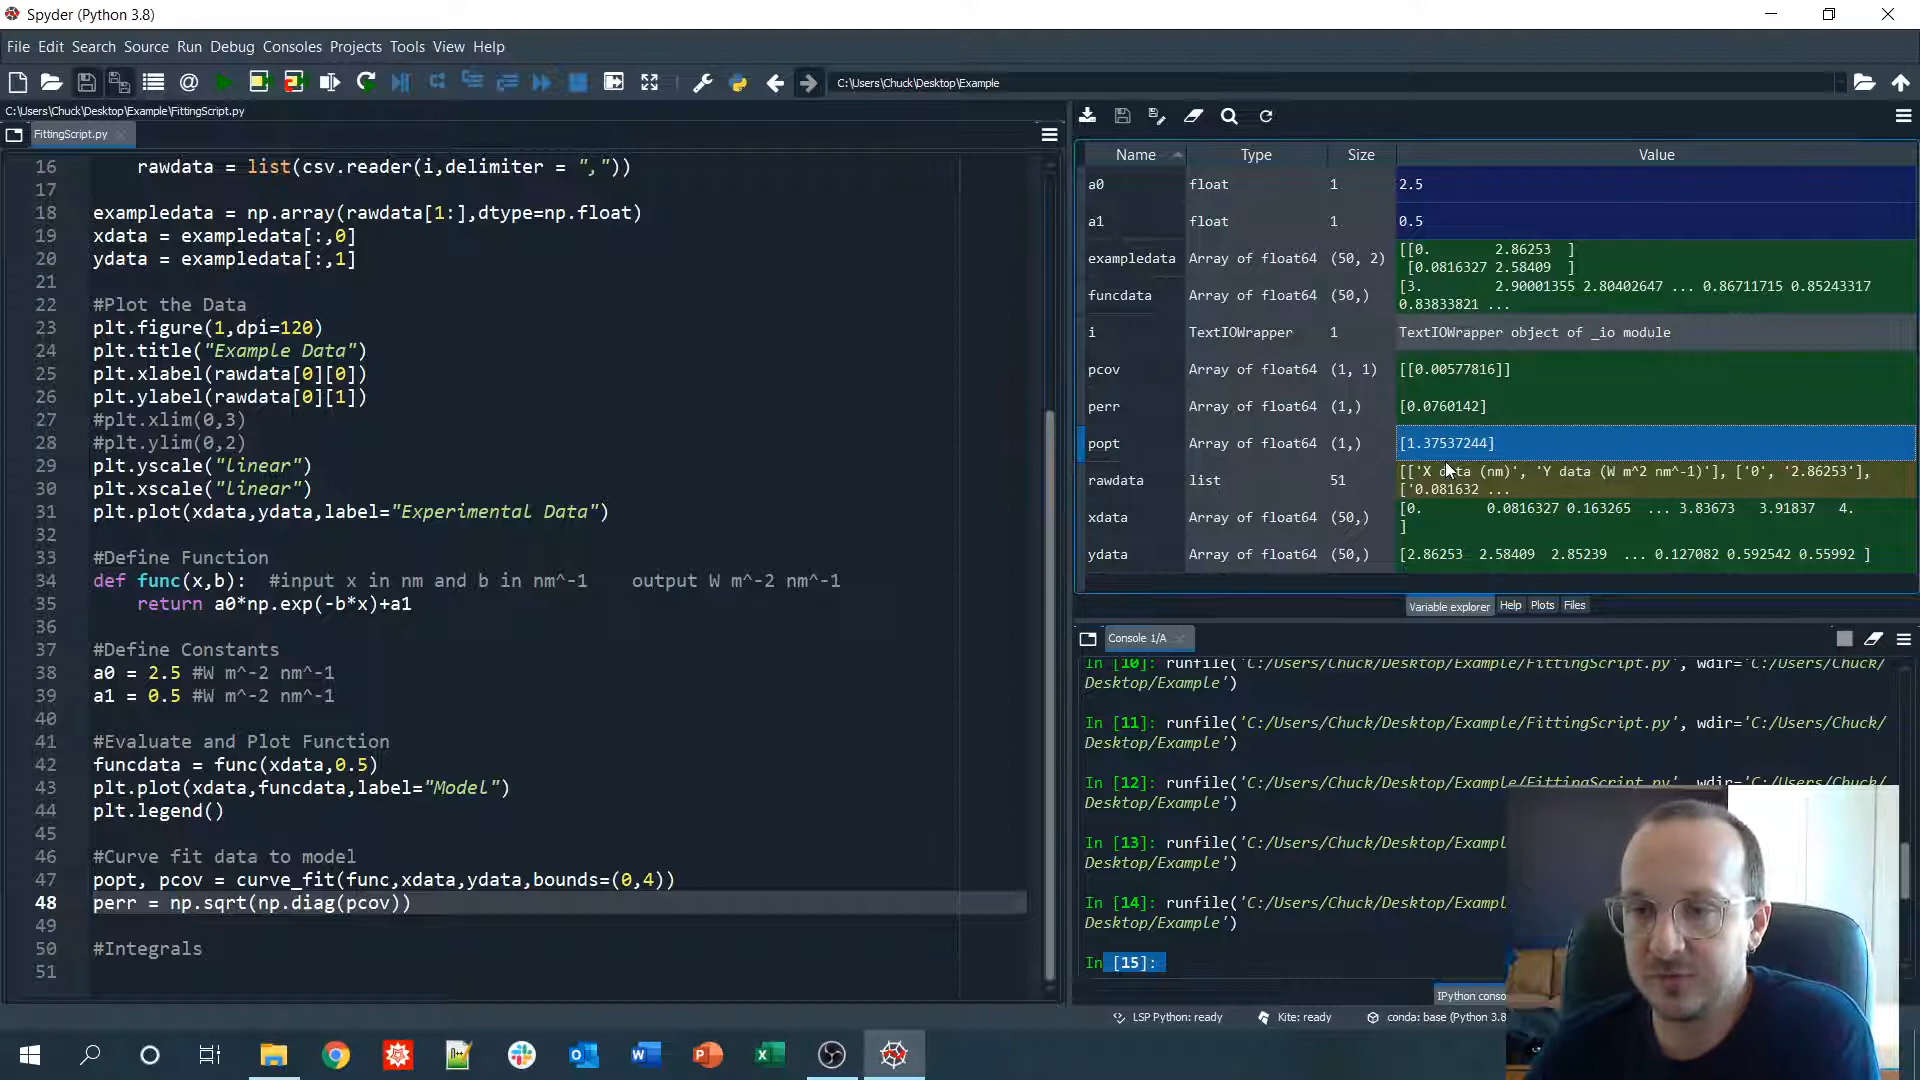 Spyder (Python 3.8)
File Edit Search Source Run Debug Consoles Projects Tools View Help
C:\Users\Chuck\Desktop\Example
C:\Users\Chuck\Desktop\Example\FittingScript.py
FittingScript.py
16 rawdata = list(csv.reader(i,delimiter = ","))
17
18 exampledata = np.array(rawdata[1:],dtype=np.float)
19 xdata = exampledata[:,0]
20 ydata = exampledata[:,1]
21
22 #Plot the Data
23 plt.figure(1,dpi=120)
24 plt.title("Example Data")
25 plt.xlabel(rawdata[0][0])
26 plt.ylabel(rawdata[0][1])
27 #plt.xlim(0,3)
28 #plt.ylim(0,2)
29 plt.yscale("linear")
30 plt.xscale("linear")
31 plt.plot(xdata,ydata,label="Experimental Data")
32
33 #Define Function
34 def func(x,b): #input x in nm and b in nm^-1 output W m^-2 nm^-1
35 return a0*np.exp(-b*x)+a1
36
37 #Define Constants
38 a0 = 2.5 #W m^-2 nm^-1
39 a1 = 0.5 #W m^-2 nm^-1
40
41 #Evaluate and Plot Function
42 funcdata = func(xdata,0.5)
43 plt.plot(xdata,funcdata,label="Model")
44 plt.legend()
45
46 #Curve fit data to model
47 popt, pcov = curve_fit(func,xdata,ydata,bounds=(0,4))
48 perr = np.sqrt(np.diag(pcov))
49
50 #Integrals
51
Name Type Size Value
a0 float 1 2.5
a1 float 1 0.5
exampledata Array of float64 (50, 2) [[0. 2.86253 ]
[0.0816327 2.58409 ]
funcdata Array of float64 (50,) [3. 2.90001355 2.80402647 ... 0.86711715 0.85243317
0.83833821 ...
i TextIOWrapper 1 TextIOWrapper object of _io module
pcov Array of float64 (1, 1) [[0.00577816]]
perr Array of float64 (1,) [0.0760142]
popt Array of float64 (1,) [1.37537244]
rawdata list 51 [['X data (nm)', 'Y data (W m^2 nm^-1)'], ['0', '2.86253'],
['0.081632 ...
xdata Array of float64 (50,) [0. 0.0816327 0.163265 ... 3.83673 3.91837 4.
]
ydata Array of float64 (50,) [2.86253 2.58409 2.85239 ... 0.127082 0.592542 0.55992 ]
Variable explorer Help Plots Files
Console 1/A
In [10]: runfile('C:/Users/Chuck/Desktop/Example/FittingScript.py', wdir='C:/Users/Chuck/
Desktop/Example')
In [11]: runfile('C:/Users/Chuck/Desktop/Example/FittingScript.py', wdir='C:/Users/Chuck/
Desktop/Example')
In [12]: runfile('C:/Users/Chuck/Desktop/Example/FittingScript.py', wdir='C:/Users/Chuck/
Desktop/Example')
In [13]: runfile('C:/Users/Chuck/Desktop/Exampl
Desktop/Example')
In [14]: runfile('C:/Users/Chuck/Desktop/Exampl
Desktop/Example')
In [15]:
IPython conso
LSP Python: ready Kite: ready conda: base (Python 3.8